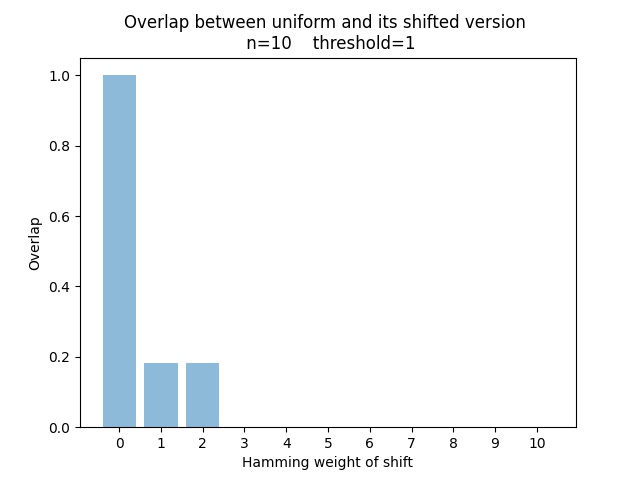 Overlap between uniform and its shifted version
n=10    threshold=1
1.0
0.8
0.6
0.4
0.2
0.0
Overlap
0 1 2 3 4 5 6 7 8 9 10
Hamming weight of shift